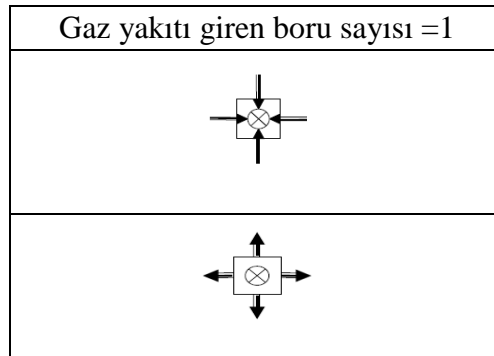 Gaz yakıtı giren boru sayısı =1